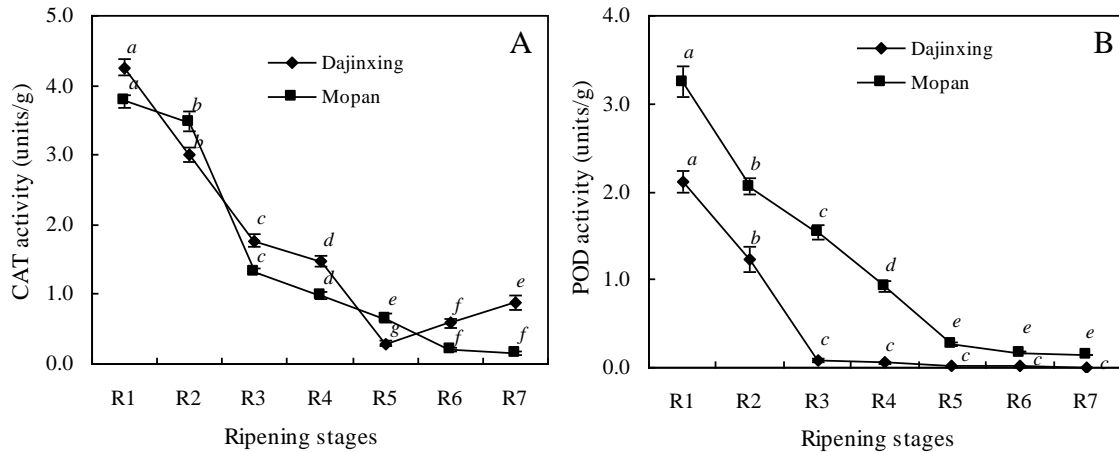 5.0
4.0
3.0
2.0
1.0
0.0
CAT activity (units/g)
A
Dajinxing
Mopan
a
a
b
b
c
c
d
d
e
g
f
f
e
f
R1 R2 R3 R4 R5 R6 R7
Ripening stages
4.0
3.0
2.0
1.0
0.0
POD activity (units/g)
B
Dajinxing
Mopan
a
a
b
b
c
c
d
c
e
c
e
c
e
c
R1 R2 R3 R4 R5 R6 R7
Ripening stages